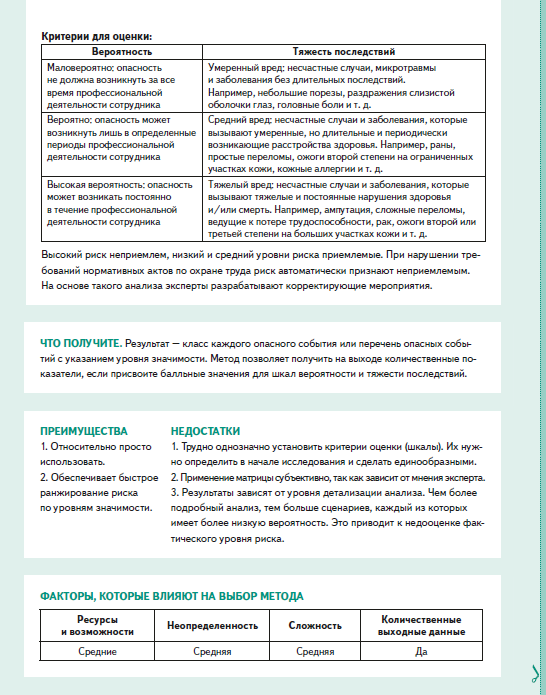 Критерии для оценки:
Вероятность
Тяжесть последствий
Маловероятно: опасность
не должна возникнуть за все
время профессиональной
деятельности сотрудника
Умеренный вред: несчастные случаи, микротравмы
и заболевания без длительных последствий.
Например, небольшие порезы, раздражения слизистой
оболочки глаз, головные боли и т. д.
Вероятно: опасность может
возникнуть лишь в определенные
периоды профессиональной
деятельности сотрудника
Средний вред: несчастные случаи и заболевания, которые
вызывают умеренные, но длительные и периодически
возникающие расстройства здоровья. Например, раны,
простые переломы, ожоги второй степени на ограниченных
участках кожи, кожные аллергии и т. д.
Высокая вероятность: опасность
может возникать постоянно
в течение профессиональной
деятельности сотрудника
Тяжелый вред: несчастные случаи и заболевания, которые
вызывают тяжелые и постоянные нарушения здоровья
и/или смерть. Например, ампутация, сложные переломы,
ведущие к потере трудоспособности, рак, ожоги второй или
третьей степени на больших участках кожи и т. д.
Высокий риск неприемлем, низкий и средний уровни риска приемлемые. При нарушении тре-
бований нормативных актов по охране труда риск автоматически признают неприемлемым.
На основе такого анализа эксперты разрабатывают корректирующие мероприятия.
ЧТО ПОЛУЧИТЕ. Результат — класс каждого опасного события или перечень опасных собы-
тий с указанием уровня значимости. Метод позволяет получить на выходе количественные по-
казатели, если присвоите балльные значения для шкал вероятности и тяжести последствий.
ПРЕИМУЩЕСТВА
1. Относительно просто
использовать.
2. Обеспечивает быстрое
ранжирование риска
по уровням значимости.
НЕДОСТАТКИ
1. Трудно однозначно установить критерии оценки (шкалы). Их нуж-
но определить в начале исследования и сделать единообразными.
2. Применение матрицы субъективно, так как зависит от мнения эксперта.
3. Результаты зависят от уровня детализации анализа. Чем более
подробный анализ, тем больше сценариев, каждый из которых
имеет более низкую вероятность. Это приводит к недооценке фак-
тического уровня риска.
ФАКТОРЫ, КОТОРЫЕ ВЛИЯЮТ НА ВЫБОР МЕТОДА
Ресурсы
и возможности
Неопределенность
Сложность
Количественные
выходные данные
Средние
Средняя
Средняя
Да